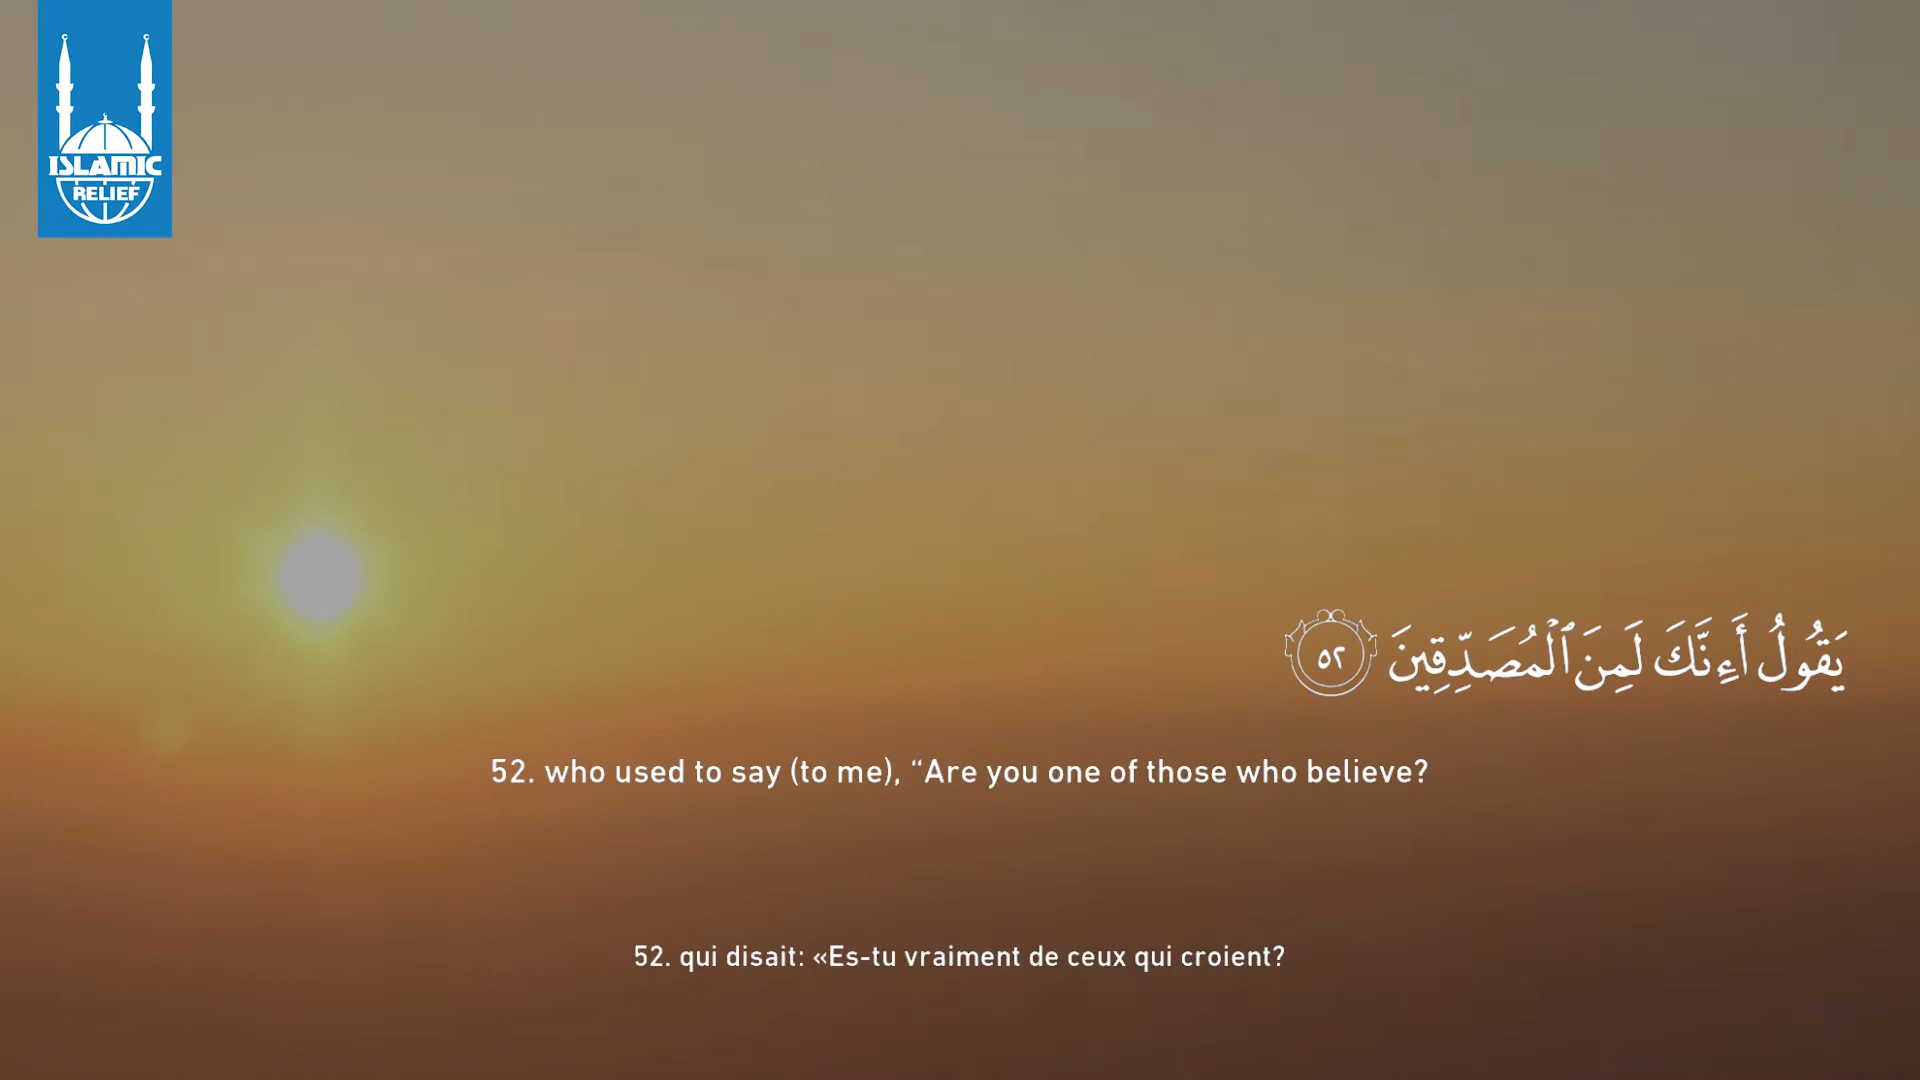 ISLAMIC
RELIEF
يَقُولُ أَءِنَّكَ لَمِنَ ٱلْمُصَدِّقِينَ ٥٢
52. who used to say (to me), “Are you one of those who believe?
52. qui disait: «Es-tu vraiment de ceux qui croient?